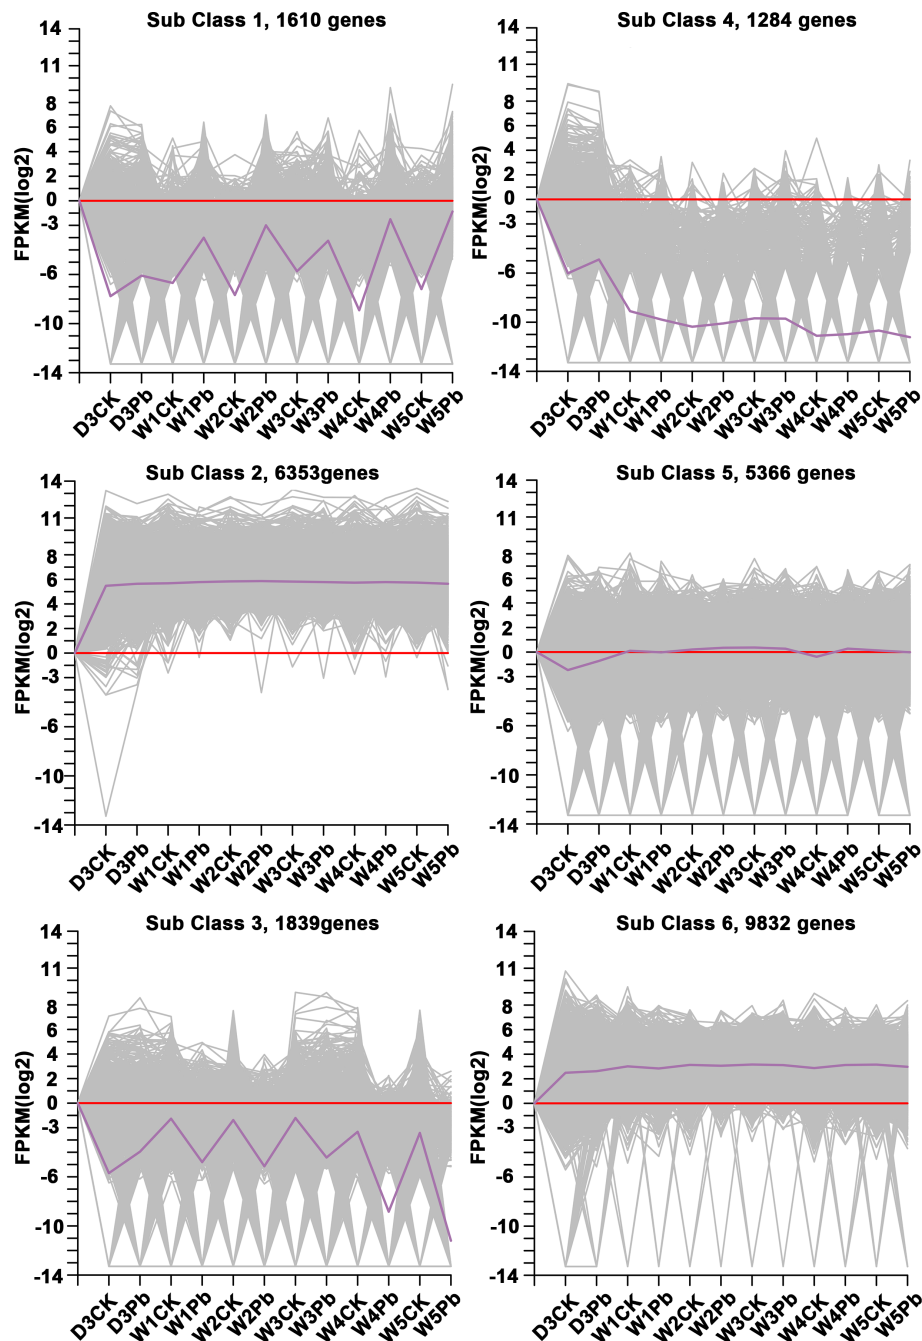 Sub Class 1, 1610 genes
FPKM(log2)
14
11
8
6
4
2
0
-3
-6
-10
-14
D3CK
D3Pb
W1CK
W1Pb
W2CK
W2Pb
W3CK
W3Pb
W4CK
W4Pb
W5CK
W5Pb
Sub Class 4, 1284 genes
FPKM(log2)
14
11
8
6
4
2
0
-3
-6
-10
-14
D3CK
D3Pb
W1CK
W1Pb
W2CK
W2Pb
W3CK
W3Pb
W4CK
W4Pb
W5CK
W5Pb
Sub Class 2, 6353genes
FPKM(log2)
14
11
8
6
4
2
0
-3
-6
-10
-14
D3CK
D3Pb
W1CK
W1Pb
W2CK
W2Pb
W3CK
W3Pb
W4CK
W4Pb
W5CK
W5Pb
Sub Class 5, 5366 genes
FPKM(log2)
14
11
8
6
4
2
0
-3
-6
-10
-14
D3CK
D3Pb
W1CK
W1Pb
W2CK
W2Pb
W3CK
W3Pb
W4CK
W4Pb
W5CK
W5Pb
Sub Class 3, 1839genes
FPKM(log2)
14
11
8
6
4
2
0
-3
-6
-10
-14
D3CK
D3Pb
W1CK
W1Pb
W2CK
W2Pb
W3CK
W3Pb
W4CK
W4Pb
W5CK
W5Pb
Sub Class 6, 9832 genes
FPKM(log2)
14
11
8
6
4
2
0
-3
-6
-10
-14
D3CK
D3Pb
W1CK
W1Pb
W2CK
W2Pb
W3CK
W3Pb
W4CK
W4Pb
W5CK
W5Pb